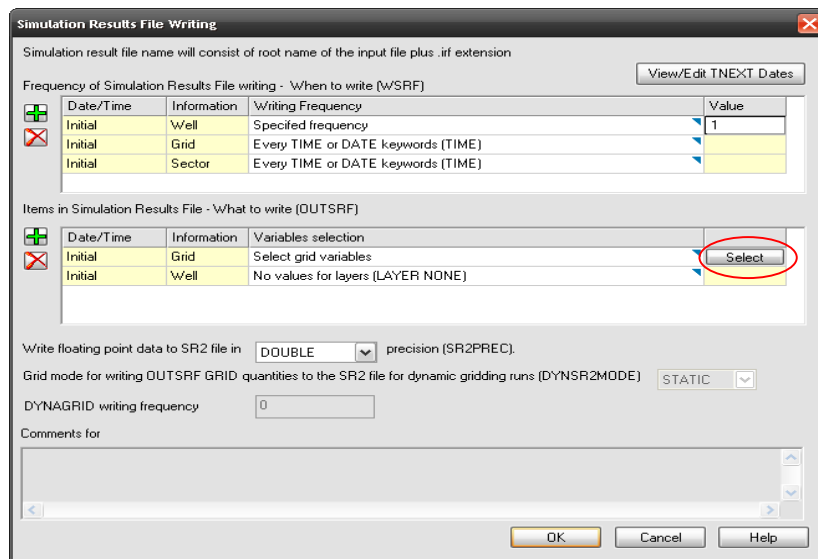 Simulation Results File Writing
Simulation result file name will consist of root name of the input file plus .irf extension
View/Edit TNEXT Dates
Frequency of Simulation Results File writing - When to write (WSRF)
Date/Time Information Writing Frequency Value
Initial Well Specifed frequency 1
Initial Grid Every TIME or DATE keywords (TIME)
Initial Sector Every TIME or DATE keywords (TIME)
Items in Simulation Results File - What to write (OUTSRF)
Date/Time Information Variables selection
Initial Grid Select grid variables Select
Initial Well No values for layers (LAYER NONE)
Write floating point data to SR2 file in DOUBLE precision (SR2PREC).
Grid mode for writing OUTSRF GRID quantities to the SR2 file for dynamic gridding runs (DYNSR2MODE) STATIC
DYNAGRID writing frequency 0
Comments for
OK Cancel Help